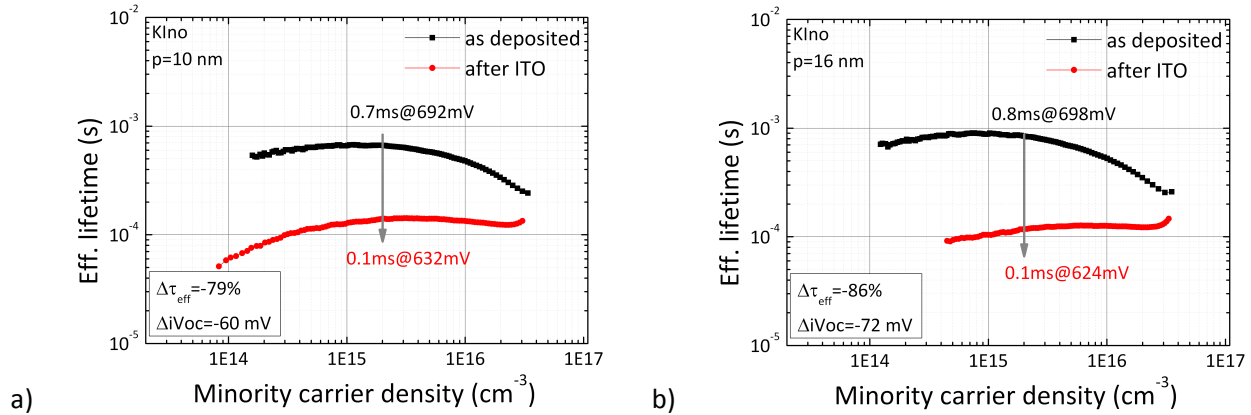 KIno
p=10 nm
as deposited
after ITO
0.7ms@692mV
0.1ms@632mV
Δτeff=-79%
ΔiVoc=-60 mV
Eff. lifetime (s)
10-2
10-3
10-4
10-5
1E14 1E15 1E16 1E17
Minority carrier density (cm-3)
a)
KIno
p=16 nm
as deposited
after ITO
0.8ms@698mV
0.1ms@624mV
Δτeff=-86%
ΔiVoc=-72 mV
Eff. lifetime (s)
10-2
10-3
10-4
10-5
1E14 1E15 1E16 1E17
Minority carrier density (cm-3)
b)